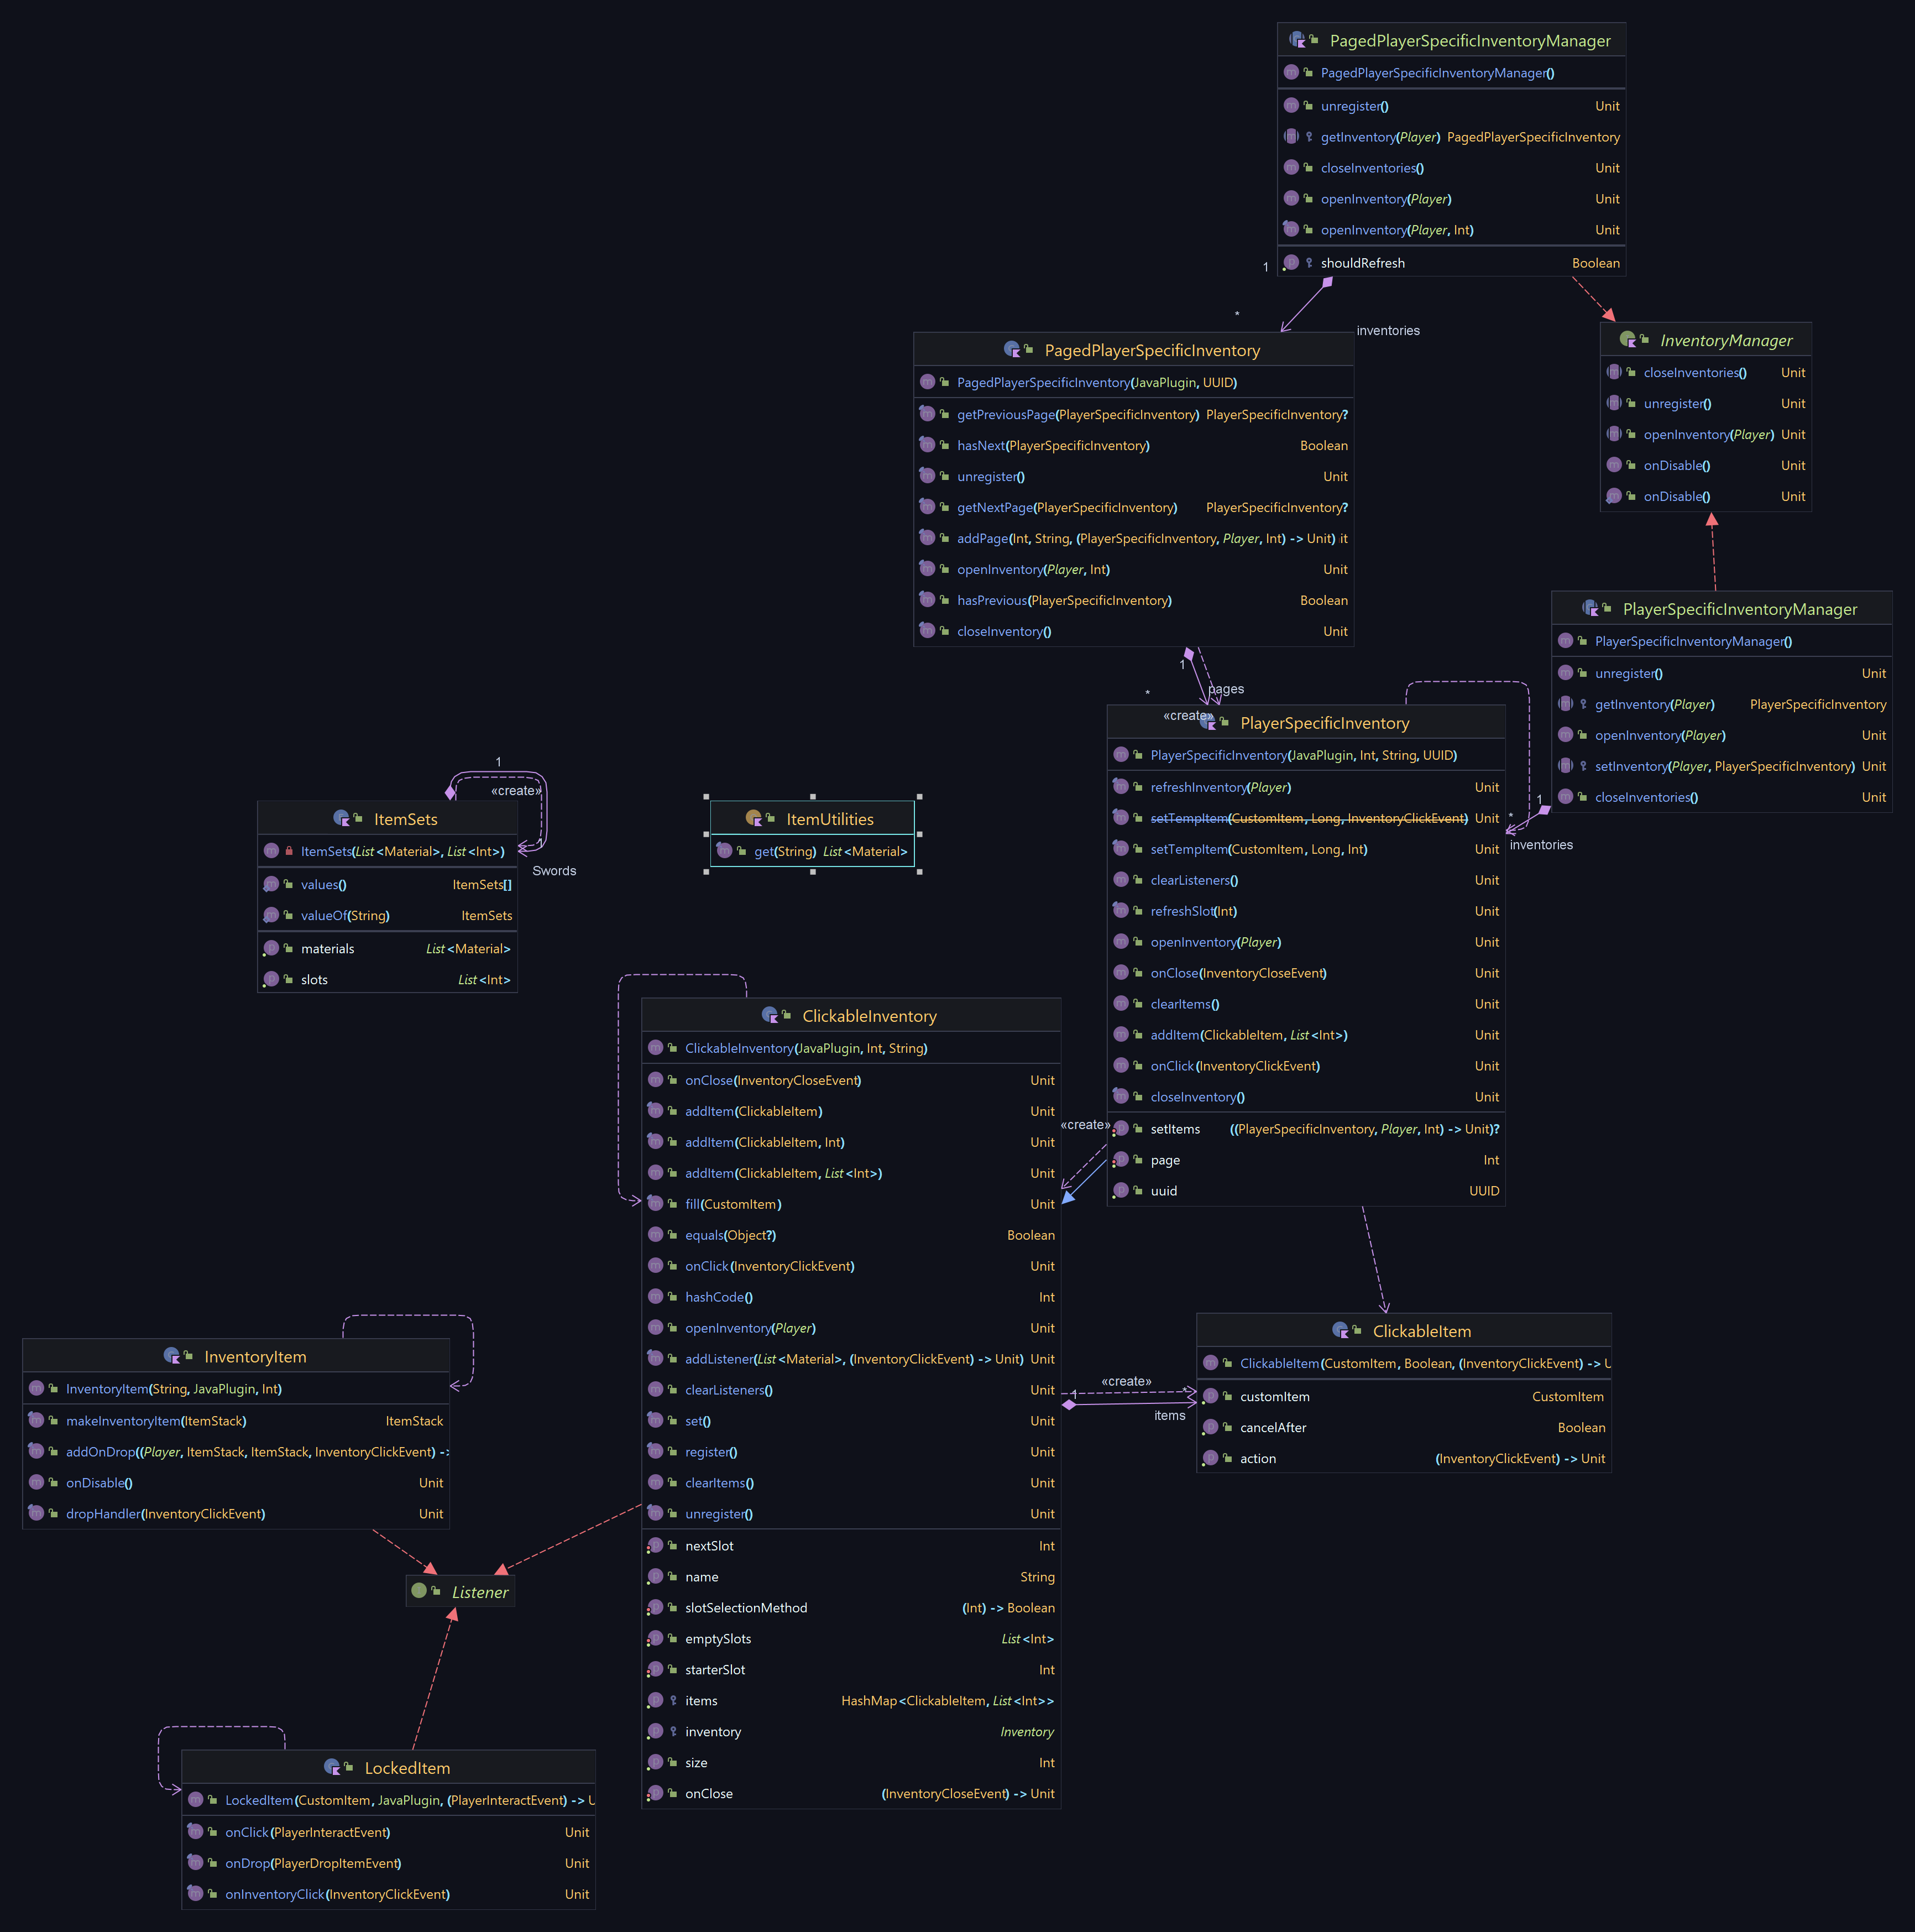 PagedPlayerSpecificInventoryManager
PagedPlayerSpecificInventoryManager()
unregister() Unit
getInventory(Player) PagedPlayerSpecificInventory
closeInventories() Unit
openInventory(Player) Unit
openInventory(Player, Int) Unit
shouldRefresh Boolean
1
*
inventories
InventoryManager
closeInventories() Unit
unregister() Unit
openInventory(Player) Unit
onDisable() Unit
onDisable() Unit
PagedPlayerSpecificInventory
PagedPlayerSpecificInventory(JavaPlugin, UUID)
getPreviousPage(PlayerSpecificInventory) PlayerSpecificInventory?
hasNext(PlayerSpecificInventory) Boolean
unregister() Unit
getNextPage(PlayerSpecificInventory) PlayerSpecificInventory?
addPage(Int, String, (PlayerSpecificInventory, Player, Int) -> Unit) it
openInventory(Player, Int) Unit
hasPrevious(PlayerSpecificInventory) Boolean
closeInventory() Unit
PlayerSpecificInventoryManager
PlayerSpecificInventoryManager()
unregister() Unit
getInventory(Player) PlayerSpecificInventory
openInventory(Player) Unit
setInventory(Player, PlayerSpecificInventory) Unit
closeInventories() Unit
1
*
inventories
1
*
pages
«create»
PlayerSpecificInventory
PlayerSpecificInventory(JavaPlugin, Int, String, UUID)
refreshInventory(Player) Unit
setTempItem(CustomItem, Long, InventoryClickEvent) Unit
setTempItem(CustomItem, Long, Int) Unit
clearListeners() Unit
refreshSlot(Int) Unit
openInventory(Player) Unit
onClose(InventoryCloseEvent) Unit
clearItems() Unit
addItem(ClickableItem, List<Int>) Unit
onClick(InventoryClickEvent) Unit
closeInventory() Unit
setItems ((PlayerSpecificInventory, Player, Int) -> Unit)?
page Int
uuid UUID
1
«create»
1
Swords
ItemSets
ItemSets(List<Material>, List<Int>)
values() ItemSets[]
valueOf(String) ItemSets
materials List<Material>
slots List<Int>
ItemUtilities
get(String) List<Material>
ClickableInventory
ClickableInventory(JavaPlugin, Int, String)
onClose(InventoryCloseEvent) Unit
addItem(ClickableItem) Unit
addItem(ClickableItem, Int) Unit
addItem(ClickableItem, List<Int>) Unit
fill(CustomItem) Unit
equals(Object?) Boolean
onClick(InventoryClickEvent) Unit
hashCode() Int
openInventory(Player) Unit
addListener(List<Material>, (InventoryClickEvent) -> Unit) Unit
clearListeners() Unit
set() Unit
register() Unit
clearItems() Unit
unregister() Unit
nextSlot Int
name String
slotSelectionMethod (Int) -> Boolean
emptySlots List<Int>
starterSlot Int
items HashMap<ClickableItem, List<Int>>
inventory Inventory
size Int
onClose (InventoryCloseEvent) -> Unit
«create»
«create»
1
*
items
ClickableItem
ClickableItem(CustomItem, Boolean, (InventoryClickEvent) -> U
customItem CustomItem
cancelAfter Boolean
action (InventoryClickEvent) -> Unit
InventoryItem
InventoryItem(String, JavaPlugin, Int)
makeInventoryItem(ItemStack) ItemStack
addOnDrop((Player, ItemStack, ItemStack, InventoryClickEvent) -
onDisable() Unit
dropHandler(InventoryClickEvent) Unit
Listener
LockedItem
LockedItem(CustomItem, JavaPlugin, (PlayerInteractEvent) -> U
onClick(PlayerInteractEvent) Unit
onDrop(PlayerDropItemEvent) Unit
onInventoryClick(InventoryClickEvent) Unit